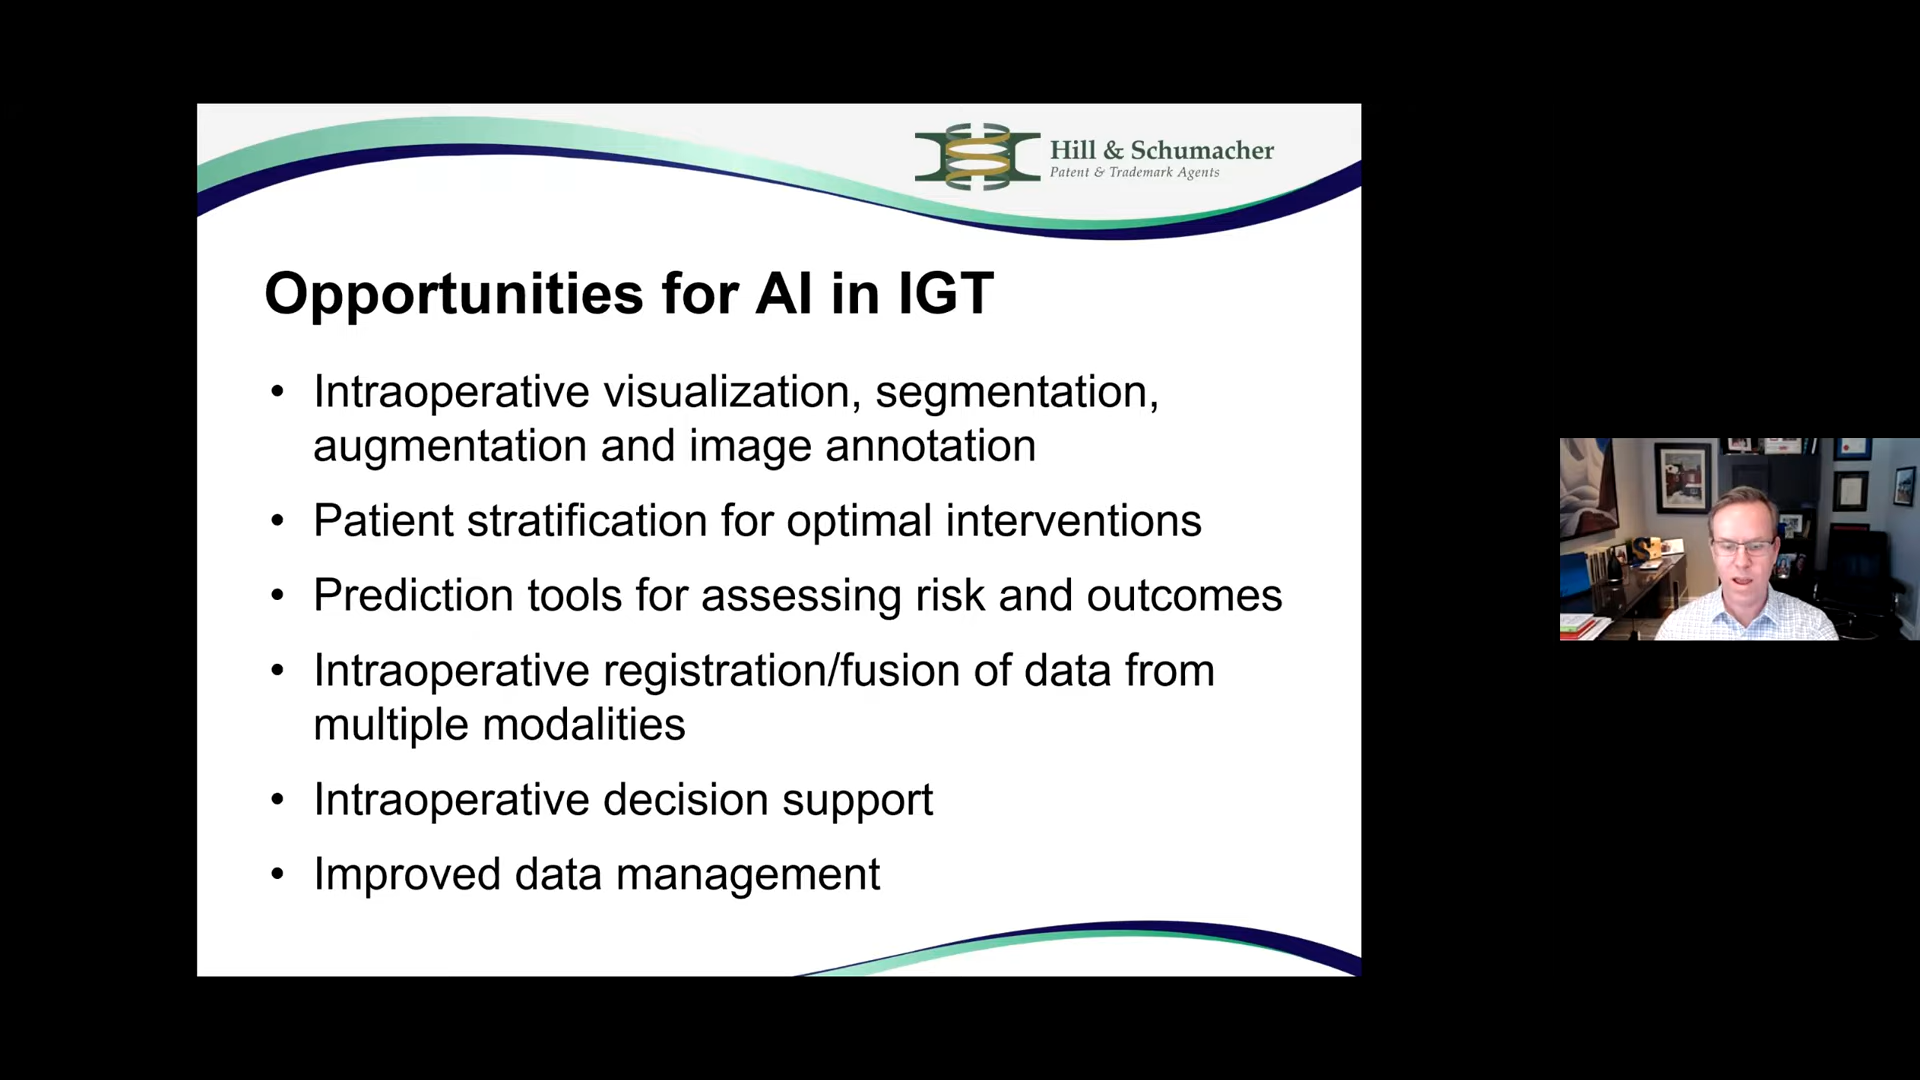 Hill & Schumacher
Patent & Trademark Agents
Opportunities for AI in IGT
• Intraoperative visualization, segmentation,
augmentation and image annotation
• Patient stratification for optimal interventions
• Prediction tools for assessing risk and outcomes
• Intraoperative registration/fusion of data from
multiple modalities
• Intraoperative decision support
• Improved data management